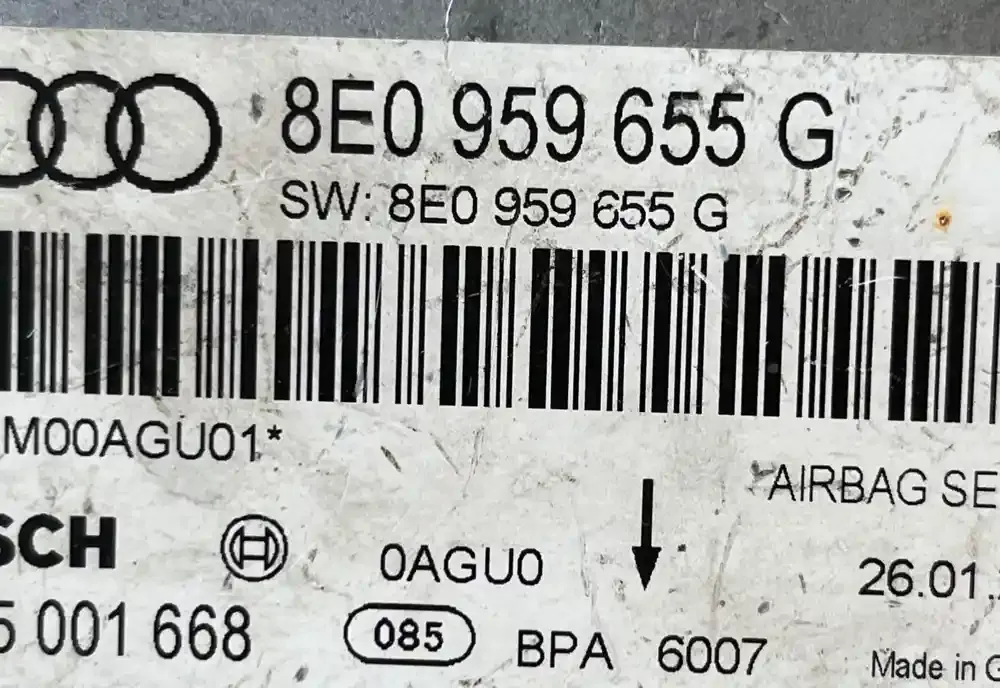 8E0 959 655 G
SW: 8E0 959 655 G
M00AGU01*
AIRBAG SE
SCH
0AGU0
26.01.
5 001 668
085
BPA 6007
Made in G